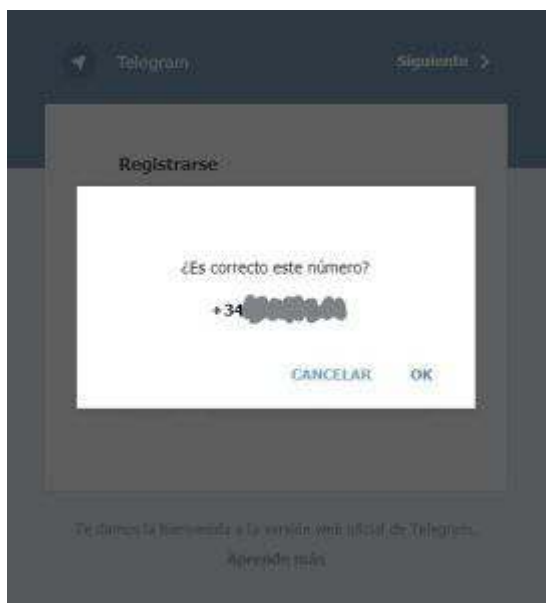 Telegram
Siguiente
Registrarse
¿Es correcto este número?
+34
CANCELAR
OK
Te damos la bienvenida a la versión web oficial de Telegram.
Aprende más